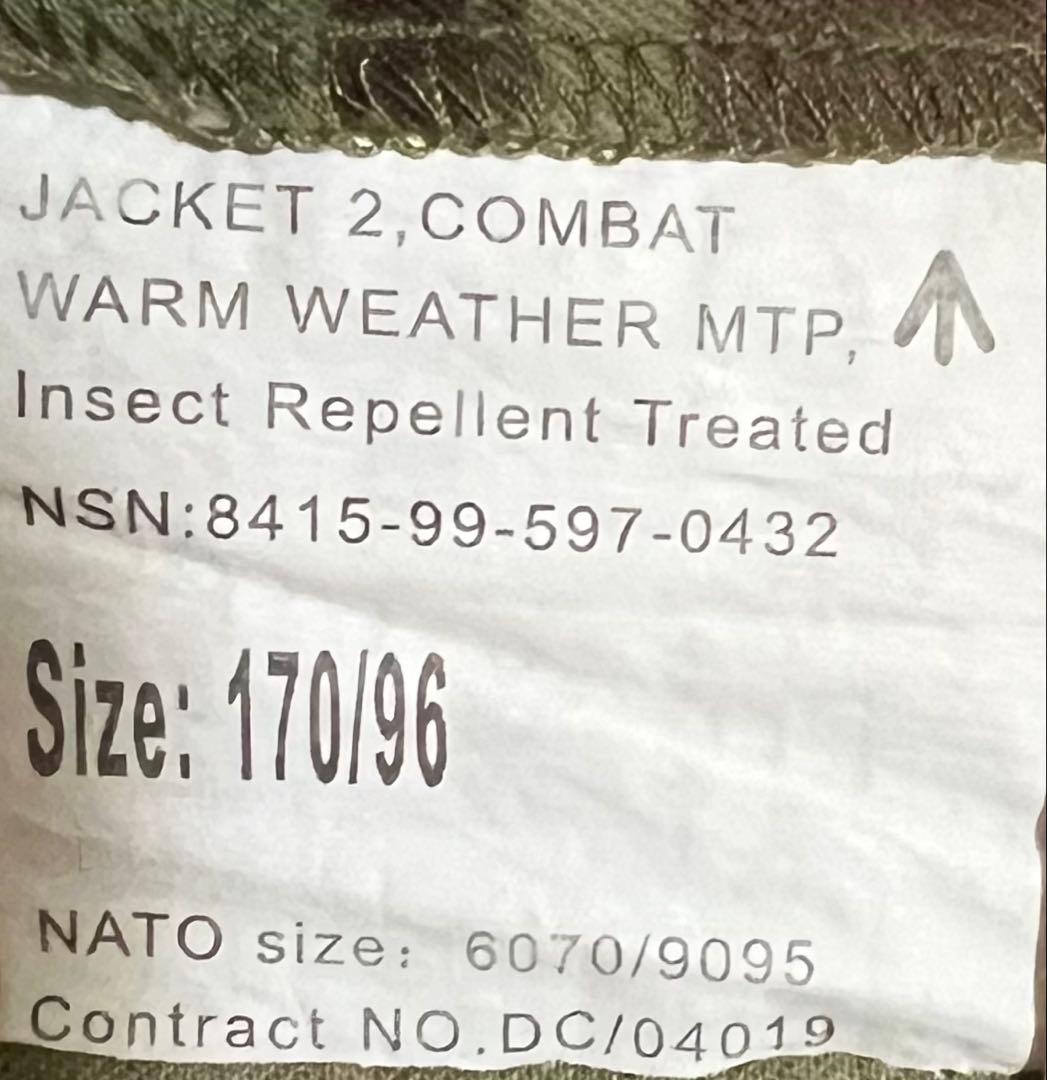 JACKET 2,COMBAT
WARM WEATHER MTP,
Insect Repellent Treated
NSN:8415-99-597-0432
Size: 170/96
NATO size: 6070/9095
Contract NO.DC/04019